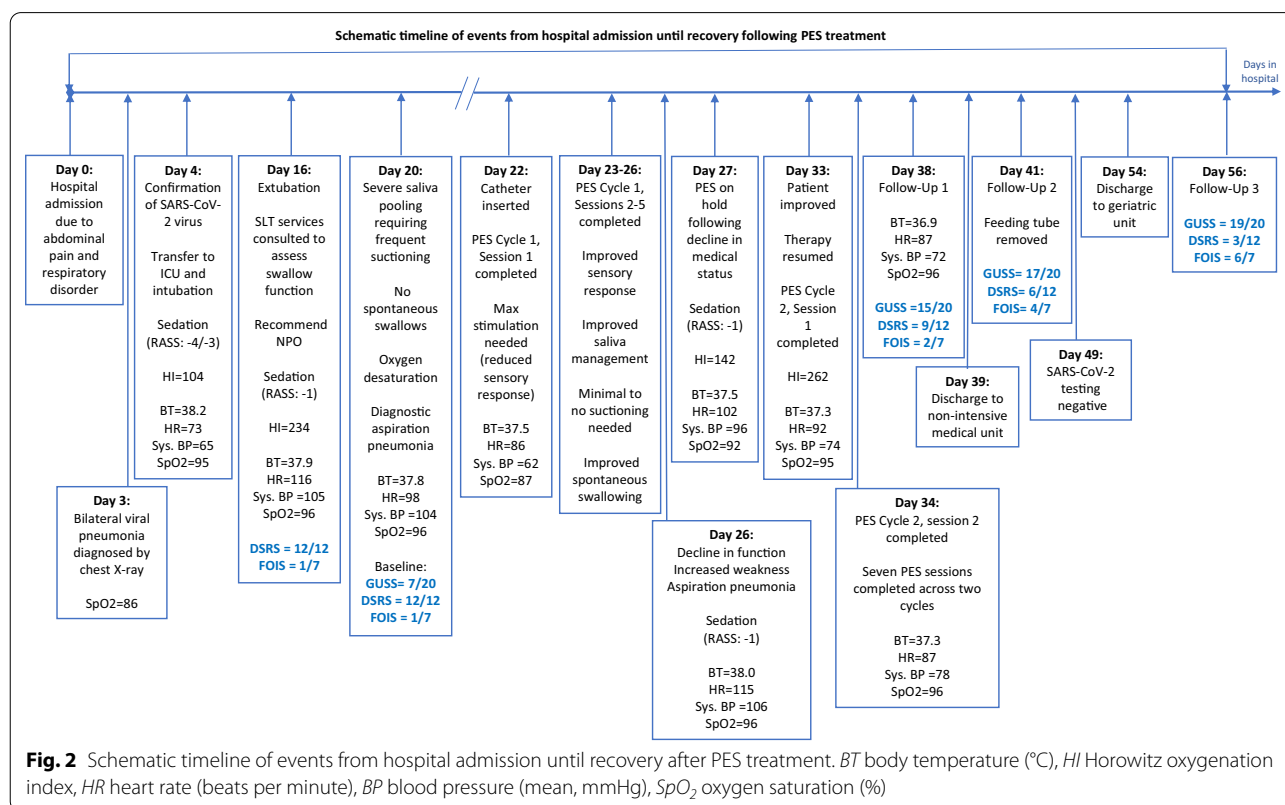 Schematic timeline of events from hospital admission until recovery following PES treatment
Days in
hospital
Day 0:
Hospital
admission
due to
abdominal
pain and
respiratory
disorder
Day 3:
Bilateral viral
pneumonia
diagnosed by
chest X-ray
SpO2=86
Day 4:
Confirmation
of SARS-CoV-
2 virus
Transfer to
ICU and
intubation
Sedation
(RASS: -4/-3)
HI=104
BT=38.2
HR=73
Sys. BP=65
SpO2=95
Day 16:
Extubation
SLT services
consulted to
assess
swallow
function
Recommend
NPO
Sedation
(RASS: -1)
HI=234
BT=37.9
HR=116
Sys. BP=105
SpO2=96
DSRS = 12/12
FOIS = 1/7
Day 20:
Severe saliva
pooling
requiring
frequent
suctioning
No
spontaneous
swallows
Oxygen
desaturation
Diagnostic
aspiration
pneumonia
BT=37.8
HR=98
Sys. BP=104
SpO2=96
Baseline:
GUSS= 7/20
DSRS = 12/12
FOIS = 1/7
Day 22:
Catheter
inserted
PES Cycle 1,
Session 1
completed
Max
stimulation
needed
(reduced
sensory
response)
BT=37.5
HR=86
Sys. BP =62
SpO2=87
Day 23-26:
PES Cycle 1,
Sessions 2-5
completed
Improved
sensory
response
Improved
saliva
management
Minimal to
no suctioning
needed
Improved
spontaneous
swallowing
Day 26:
Decline in function
Increased weakness
Aspiration pneumonia
Sedation
(RASS: -1)
BT=38.0
HR=115
Sys. BP =106
SpO2=96
Day 27:
PES on
hold
following
decline in
medical
status
Sedation
(RASS: -1)
HI=142
BT=37.5
HR=102
Sys. BP=96
SpO2=92
Day 33:
Patient
improved
Therapy
resumed
PES Cycle
2, Session
1
completed
HI=262
BT=37.3
HR=92
Sys. BP =74
SpO2=95
Day 34:
PES Cycle 2, session 2
completed
Seven PES sessions
completed across two
cycles
BT=37.3
HR=87
Sys. BP =78
SpO2=96
Day 38:
Follow-Up 1
BT=36.9
HR=87
Sys. BP =72
SpO2=96
GUSS =15/20
DSRS = 9/12
FOIS = 2/7
Day 39:
Discharge to
non-intensive
medical unit
Day 41:
Follow-Up 2
Feeding tube
removed
GUSS= 17/20
DSRS= 6/12
FOIS= 4/7
Day 49:
SARS-CoV-2
testing
negative
Day 54:
Discharge
to geriatric
unit
Day 56:
Follow-Up 3
GUSS = 19/20
DSRS = 3/12
FOIS = 6/7
Fig. 2 Schematic timeline of events from hospital admission until recovery after PES treatment. BT body temperature (°C), HI Horowitz oxygenation
index, HR heart rate (beats per minute), BP blood pressure (mean, mmHg), SpO2 oxygen saturation (%)